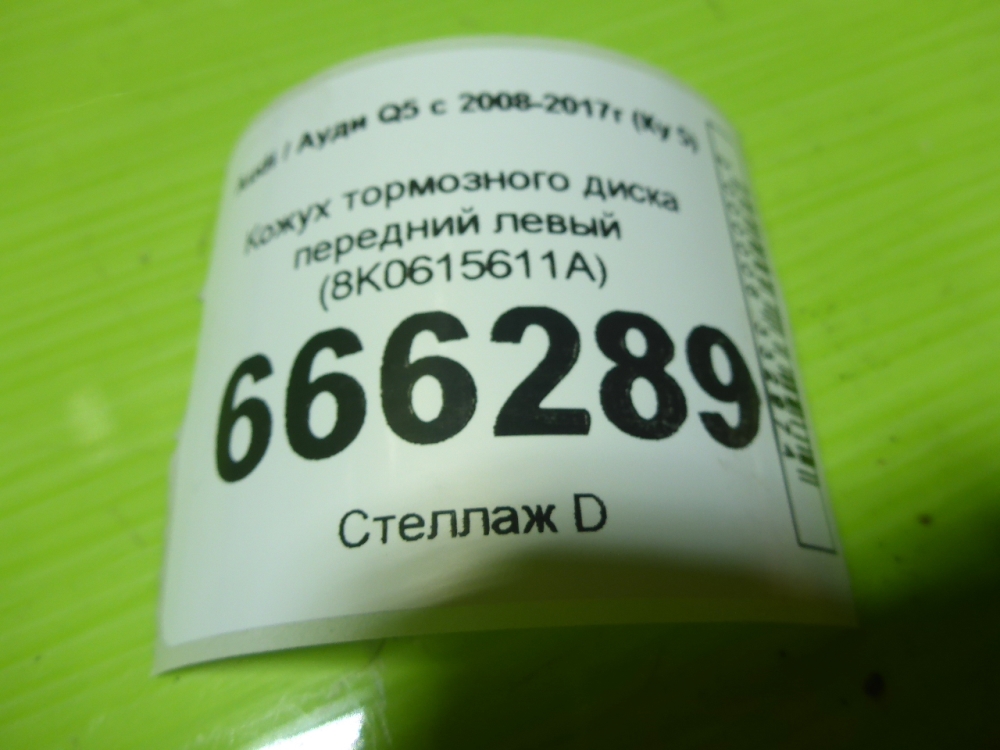 Audi / Ауди Q5 с 2008-2017г (Ку 5)
Кожух тормозного диска
передний левый
(8K0615611A)
666289
Стеллаж D